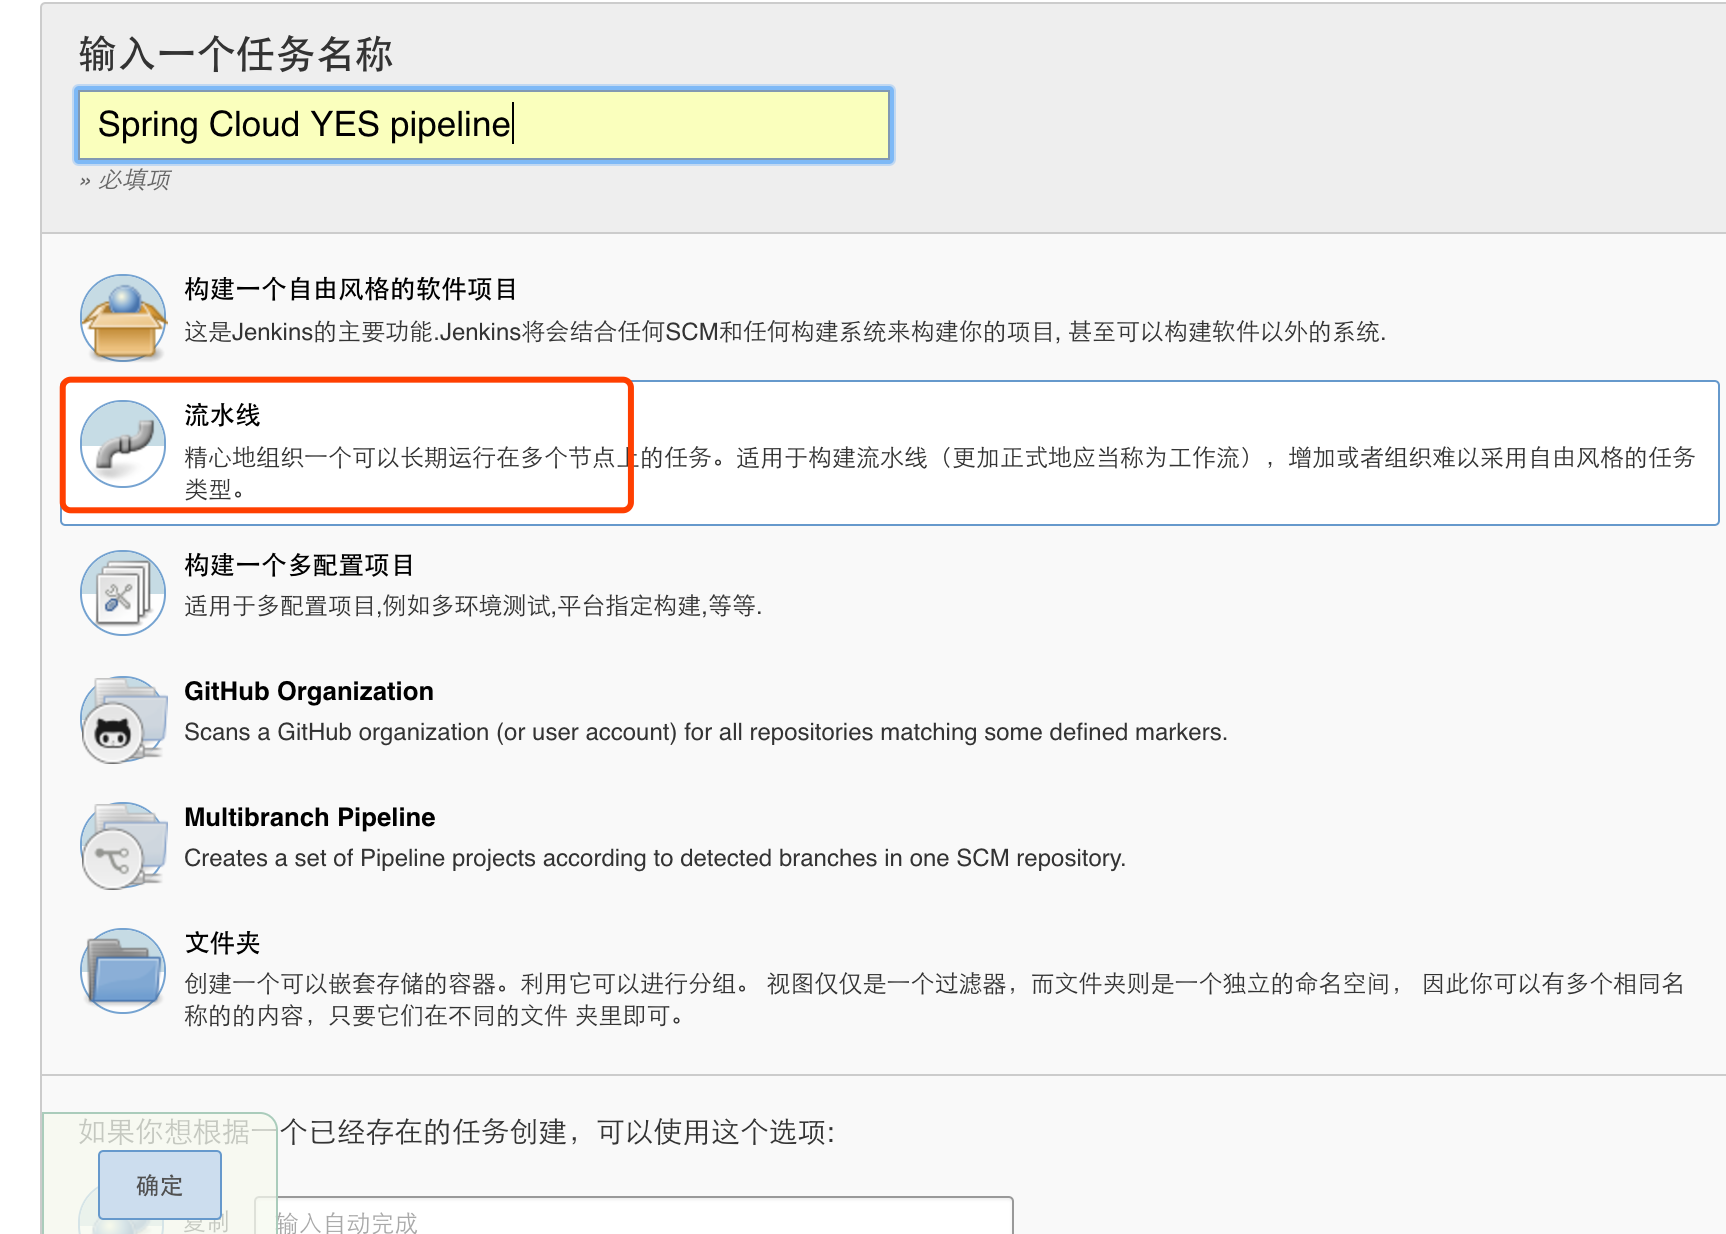 输入一个任务名称
Spring Cloud YES pipeline
» 必填项
构建一个自由风格的软件项目
这是Jenkins的主要功能.Jenkins将会结合任何SCM和任何构建系统来构建你的项目, 甚至可以构建软件以外的系统.
流水线
精心地组织一个可以长期运行在多个节点上的任务。适用于构建流水线（更加正式地应当称为工作流），增加或者组织难以采用自由风格的任务
类型。
构建一个多配置项目
适用于多配置项目,例如多环境测试,平台指定构建,等等.
GitHub Organization
Scans a GitHub organization (or user account) for all repositories matching some defined markers.
Multibranch Pipeline
Creates a set of Pipeline projects according to detected branches in one SCM repository.
文件夹
创建一个可以嵌套存储的容器。利用它可以进行分组。 视图仅仅是一个过滤器，而文件夹则是一个独立的命名空间， 因此你可以有多个相同名
称的的内容，只要它们在不同的文件 夹里即可。
如果你想根据一个已经存在的任务创建，可以使用这个选项:
确定
复制
输入自动完成